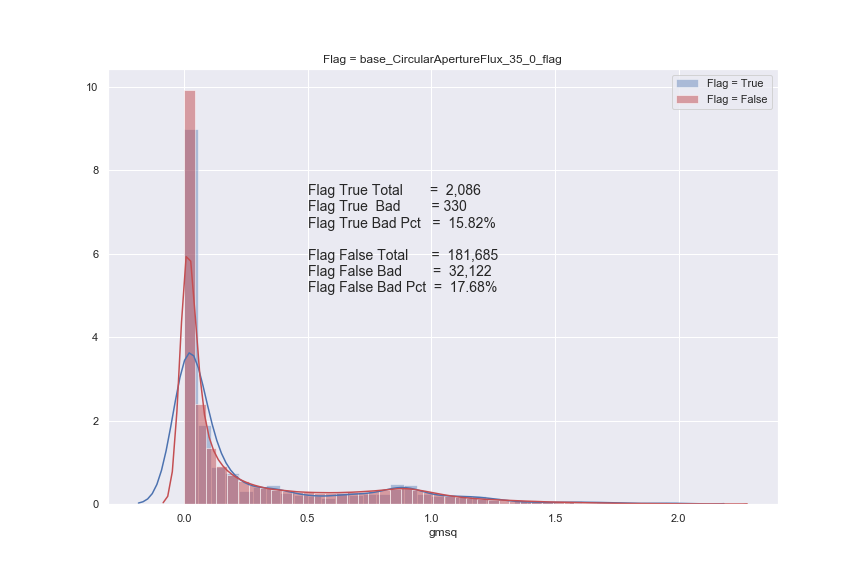 Flag = base_CircularApertureFlux_35_0_flag
Flag = True
Flag = False
10
8
6
4
2
0
Flag True Total = 2,086
Flag True Bad = 330
Flag True Bad Pct = 15.82%
Flag False Total = 181,685
Flag False Bad = 32,122
Flag False Bad Pct = 17.68%
0.0 0.5 1.0 1.5 2.0
gmsq